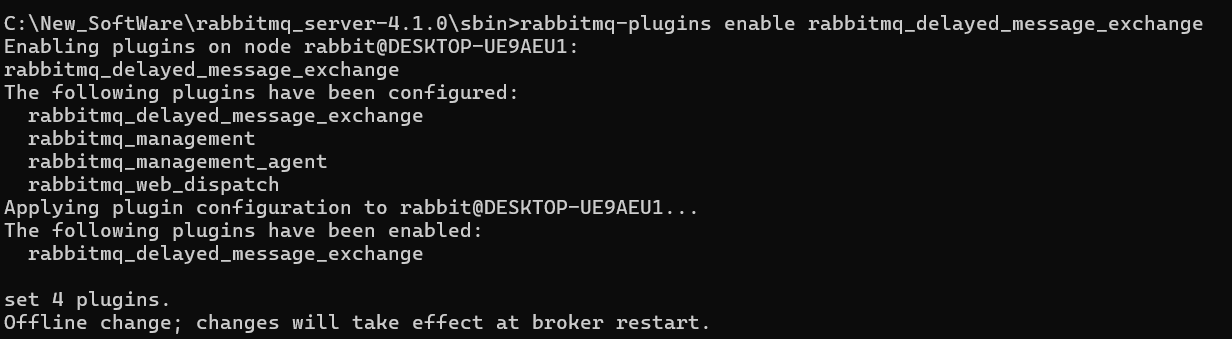 C:\New_SoftWare\rabbitmq_server-4.1.0\sbin>rabbitmq-plugins enable rabbitmq_delayed_message_exchange
Enabling plugins on node rabbit@DESKTOP-UE9AEU1:
rabbitmq_delayed_message_exchange
The following plugins have been configured:
  rabbitmq_delayed_message_exchange
  rabbitmq_management
  rabbitmq_management_agent
  rabbitmq_web_dispatch
Applying plugin configuration to rabbit@DESKTOP-UE9AEU1...
The following plugins have been enabled:
  rabbitmq_delayed_message_exchange

set 4 plugins.
Offline change; changes will take effect at broker restart.